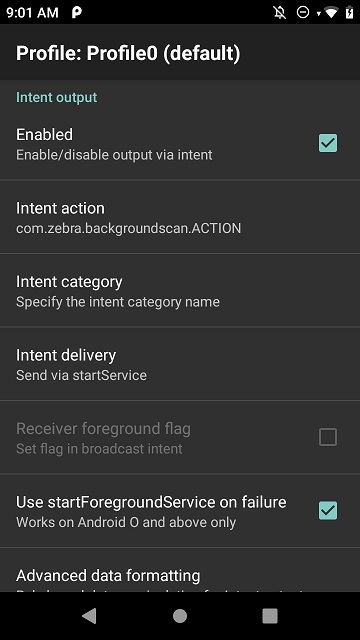 9:01 AM
Profile: Profile0 (default)
Intent output
Enabled
Enable/disable output via intent
Intent action
com.zebra.backgroundscan.ACTION
Intent category
Specify the intent category name
Intent delivery
Send via startService
Receiver foreground flag
Set flag in broadcast intent
Use startForegroundService on failure
Works on Android O and above only
Advanced data formatting